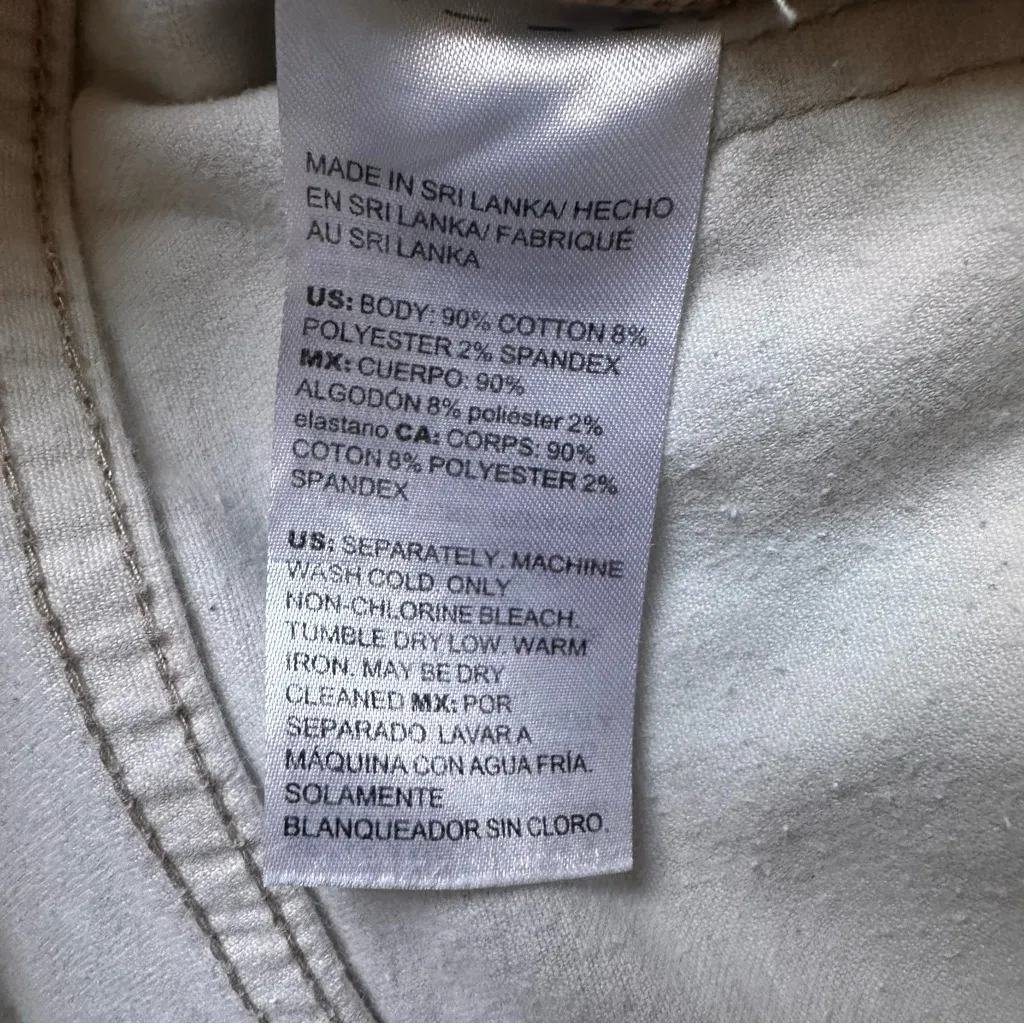 MADE IN SRI LANKA/ HECHO
EN SRI LANKA/ FABRIQUÉ
AU SRI LANKA
US: BODY: 90% COTTON 8%
POLYESTER 2% SPANDEX
MX: CUERPO: 90%
ALGODÓN 8% poliéster 2%
elastano CA: CORPS: 90%
COTON 8% POLYESTER 2%
SPANDEX
US: SEPARATELY. MACHINE
WASH COLD. ONLY
NON-CHLORINE BLEACH.
TUMBLE DRY LOW. WARM
IRON. MAY BE DRY
CLEANED MX: POR
SEPARADO. LAVAR A
MÁQUINA CON AGUA FRÍA.
SOLAMENTE
BLANQUEADOR SIN CLORO.